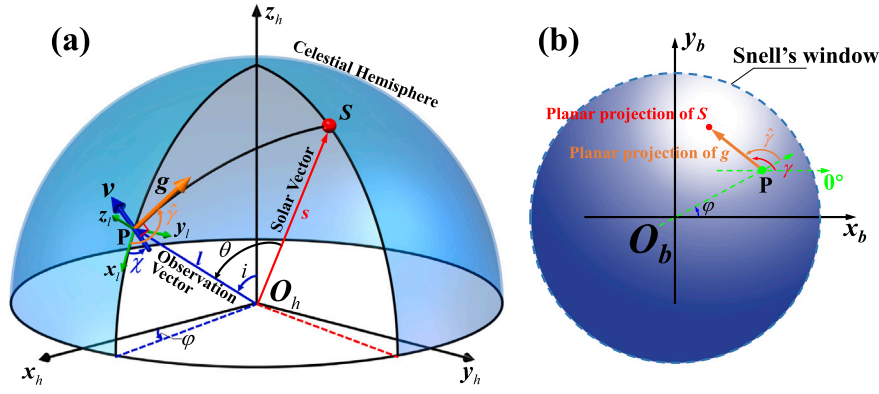 (a)
z_h
Celestial Hemisphere
S
v
g
γ̂
z_l
P
y_l
x_l
χ
l
Observation
Vector
θ
i
Solar Vector
s
O_h
-φ
x_h
y_h
(b)
y_b
Snell's window
Planar projection of S
Planar projection of g
γ̂
γ
P
0°
φ
O_b
x_b